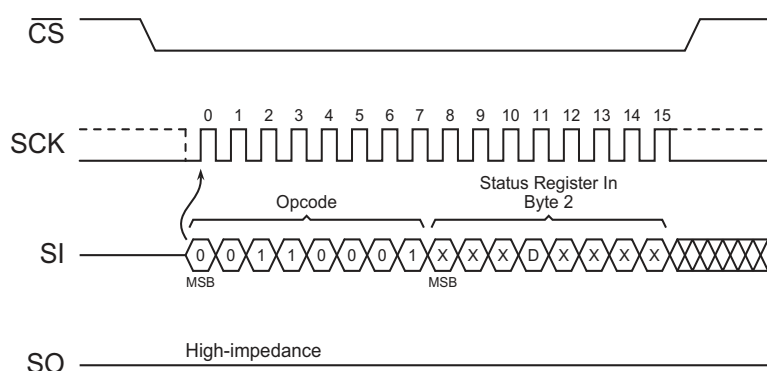 CS
0 1 2 3 4 5 6 7 8 9 10 11 12 13 14 15
SCK
Status Register In
Byte 2
Opcode
SI
0 0 1 1 0 0 0 1 X X X D X X X X
MSB MSB
High-impedance
SO